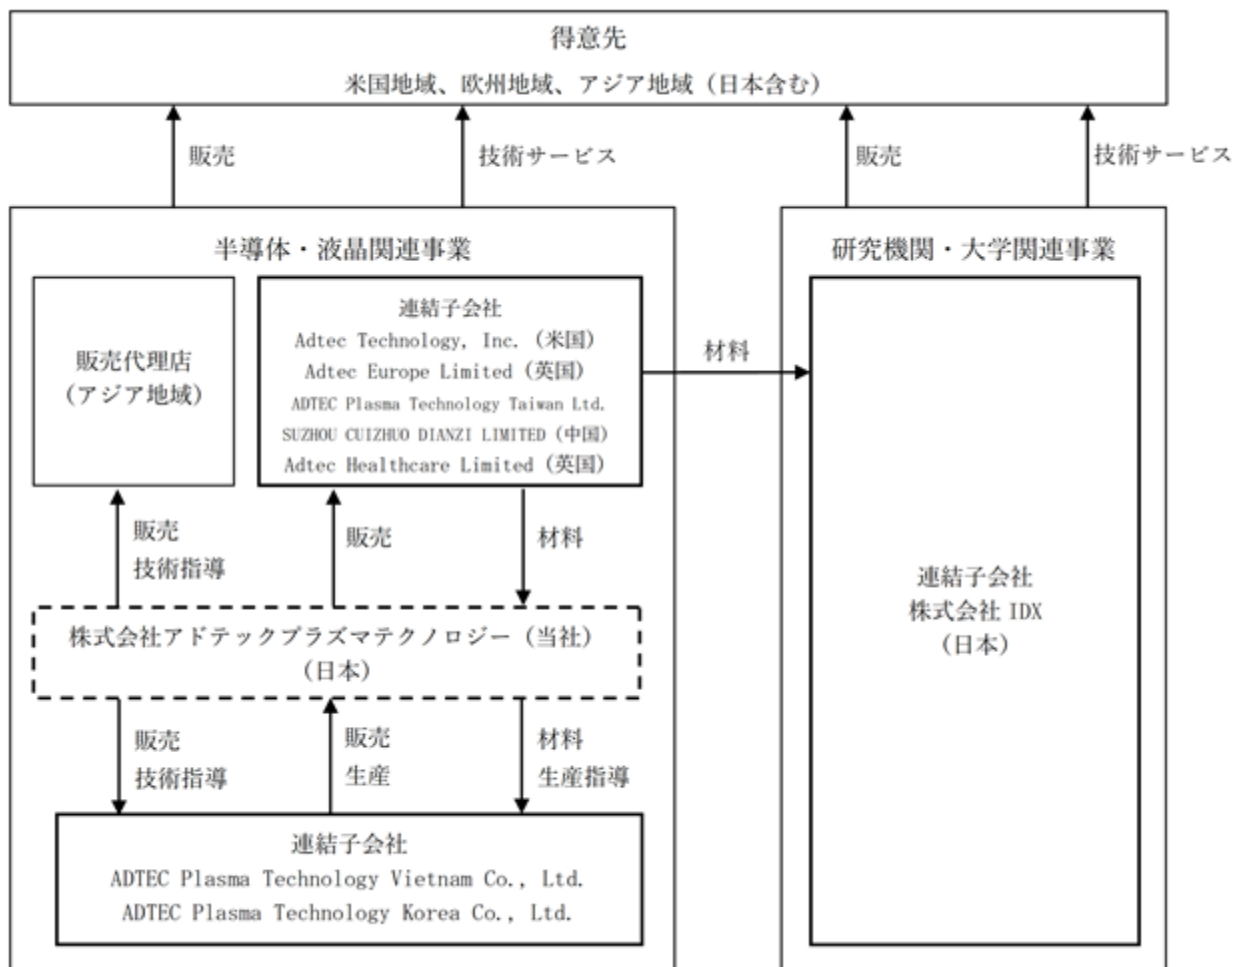 得意先
米国地域、欧州地域、アジア地域（日本含む）
販売
技術サービス
販売
技術サービス
半導体・液晶関連事業
販売代理店
（アジア地域）
連結子会社
Adtec Technology, Inc.（米国）
Adtec Europe Limited（英国）
ADTEC Plasma Technology Taiwan Ltd.
SUZHOU CUIZHUO DIANZI LIMITED（中国）
Adtec Healthcare Limited（英国）
材料
販売
技術指導
販売
材料
株式会社アドテックプラズマテクノロジー（当社）
（日本）
販売
技術指導
販売
生産
材料
生産指導
連結子会社
ADTEC Plasma Technology Vietnam Co., Ltd.
ADTEC Plasma Technology Korea Co., Ltd.
研究機関・大学関連事業
連結子会社
株式会社 IDX
（日本）